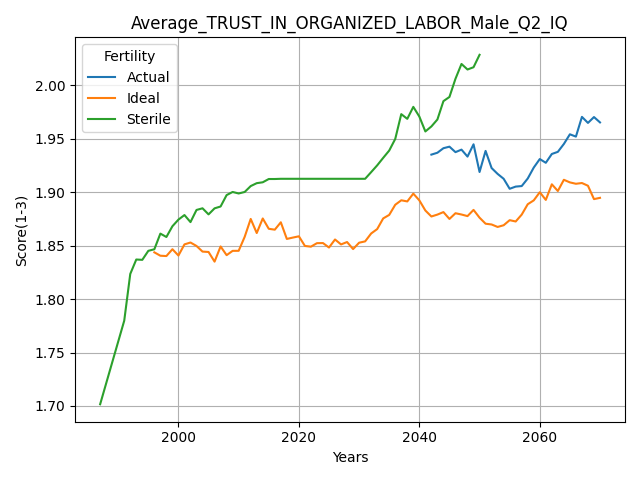 Average_TRUST_IN_ORGANIZED_LABOR_Male_Q2_IQ
Fertility
Actual
Ideal
Sterile
Score(1-3)
2.00
1.95
1.90
1.85
1.80
1.75
1.70
2000
2020
2040
2060
Years